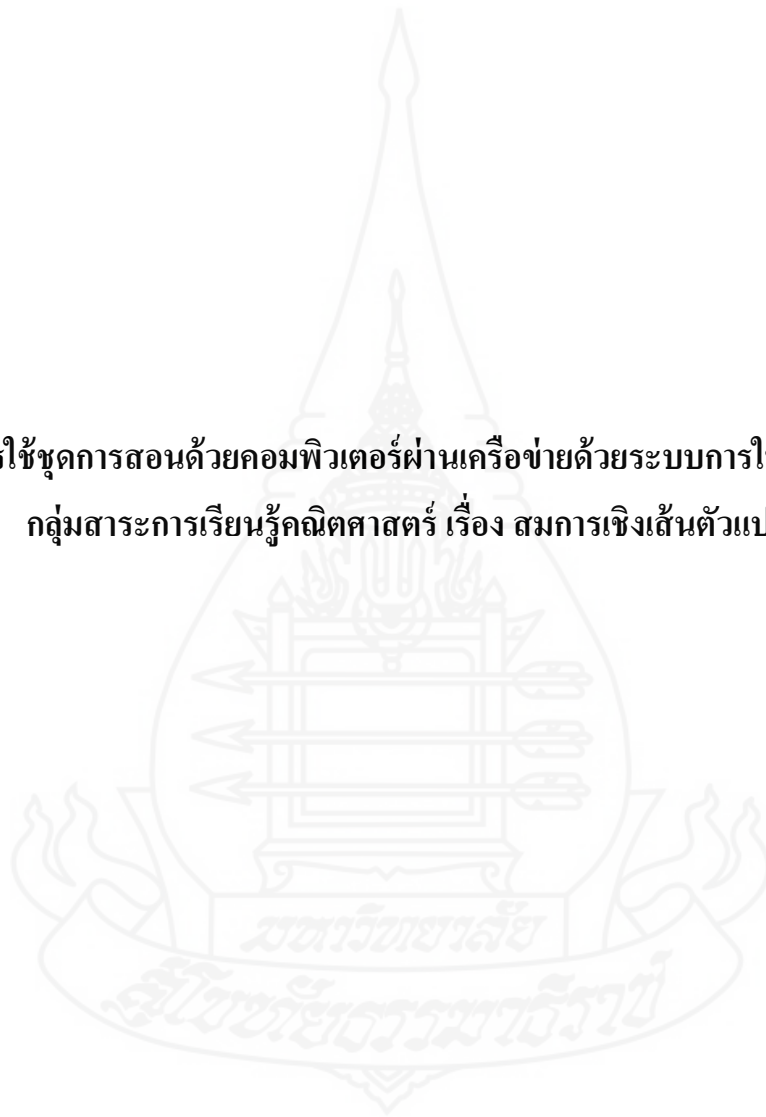 รใช้ชุดการสอนด้วยคอมพิวเตอร์ผ่านเครือข่ายด้วยระบบการใ
กลุ่มสาระการเรียนรู้คณิตศาสตร์ เรื่อง สมการเชิงเส้นตัวแป
มหาวิทยาลัย
สุโขทัยธรรมาธิราช